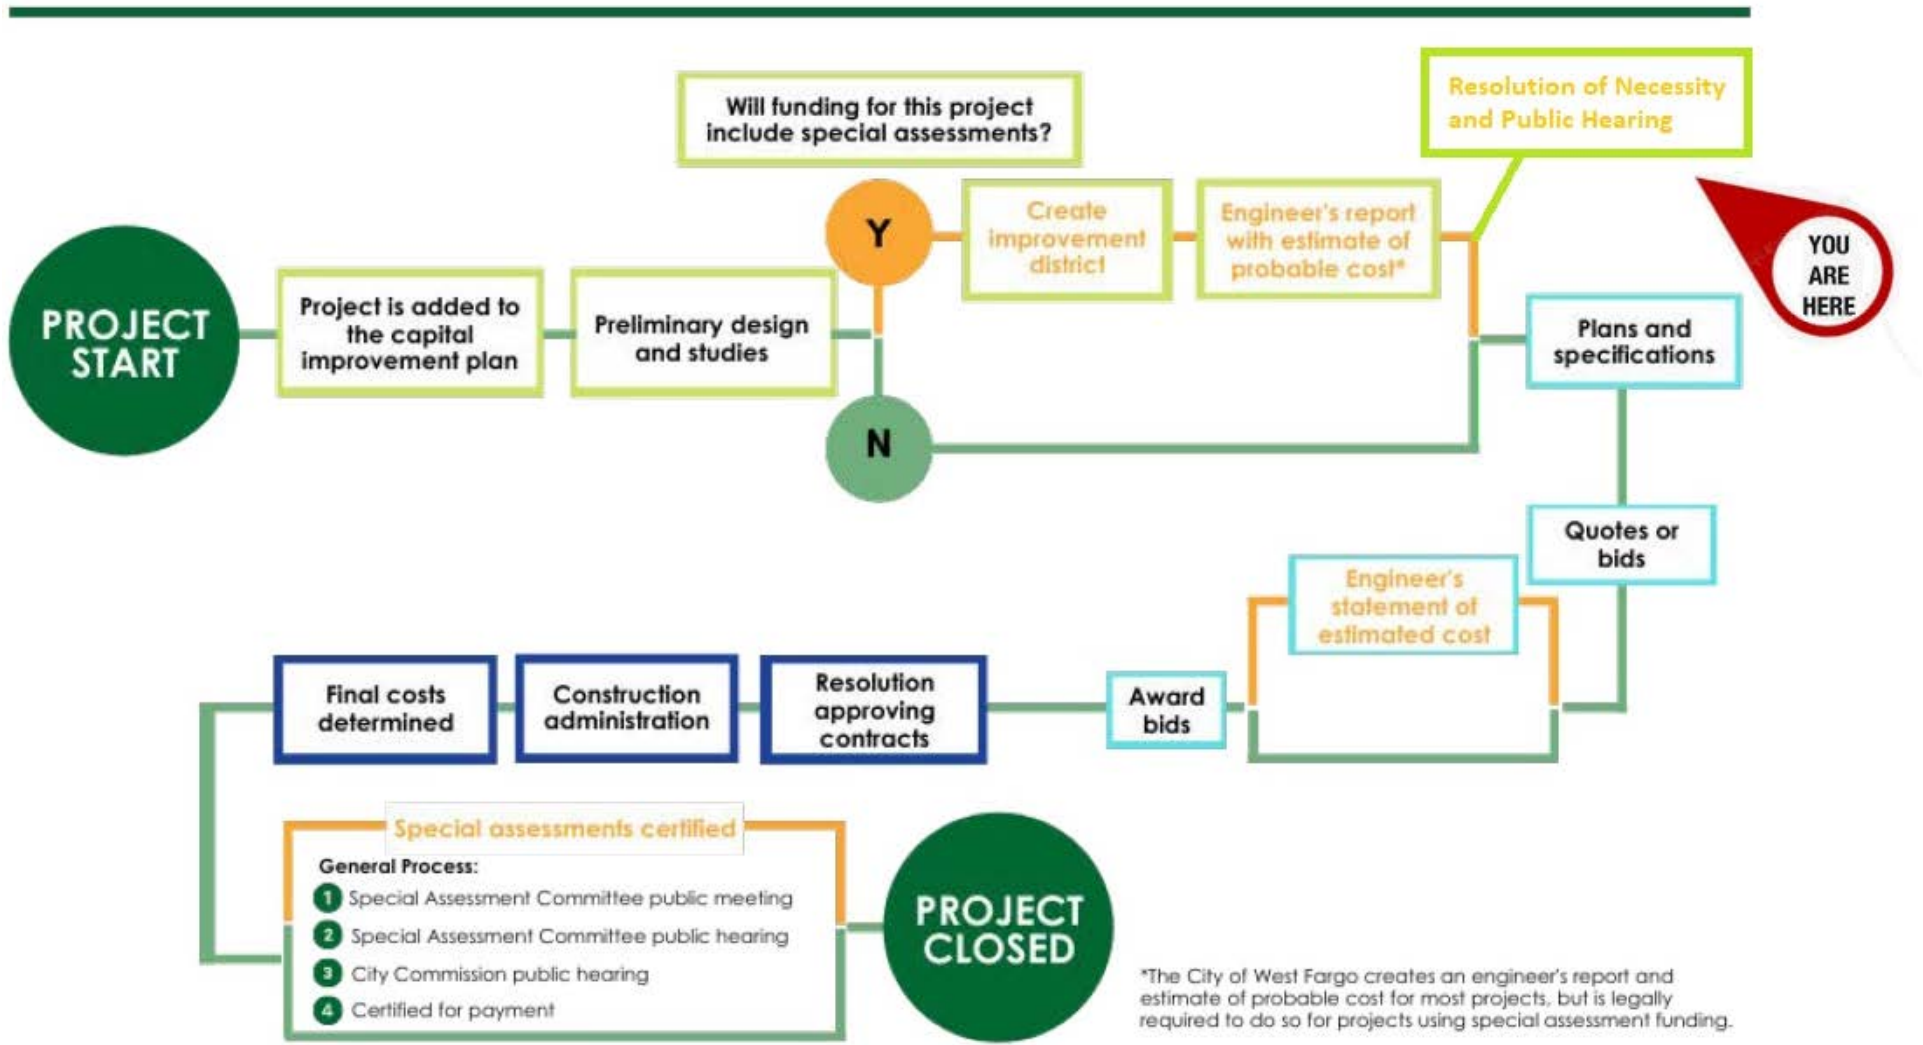 PROJECT
START
Project is added to
the capital
improvement plan
Preliminary design
and studies
Will funding for this project
include special assessments?
Y
N
Create
improvement
district
Engineer's report
with estimate of
probable cost*
Resolution of Necessity
and Public Hearing
YOU
ARE
HERE
Plans and
specifications
Quotes or
bids
Engineer's
statement of
estimated cost
Award
bids
Resolution
approving
contracts
Construction
administration
Final costs
determined
Special assessments certified
General Process:
1 Special Assessment Committee public meeting
2 Special Assessment Committee public hearing
3 City Commission public hearing
4 Certified for payment
PROJECT
CLOSED
*The City of West Fargo creates an engineer's report and
estimate of probable cost for most projects, but is legally
required to do so for projects using special assessment funding.